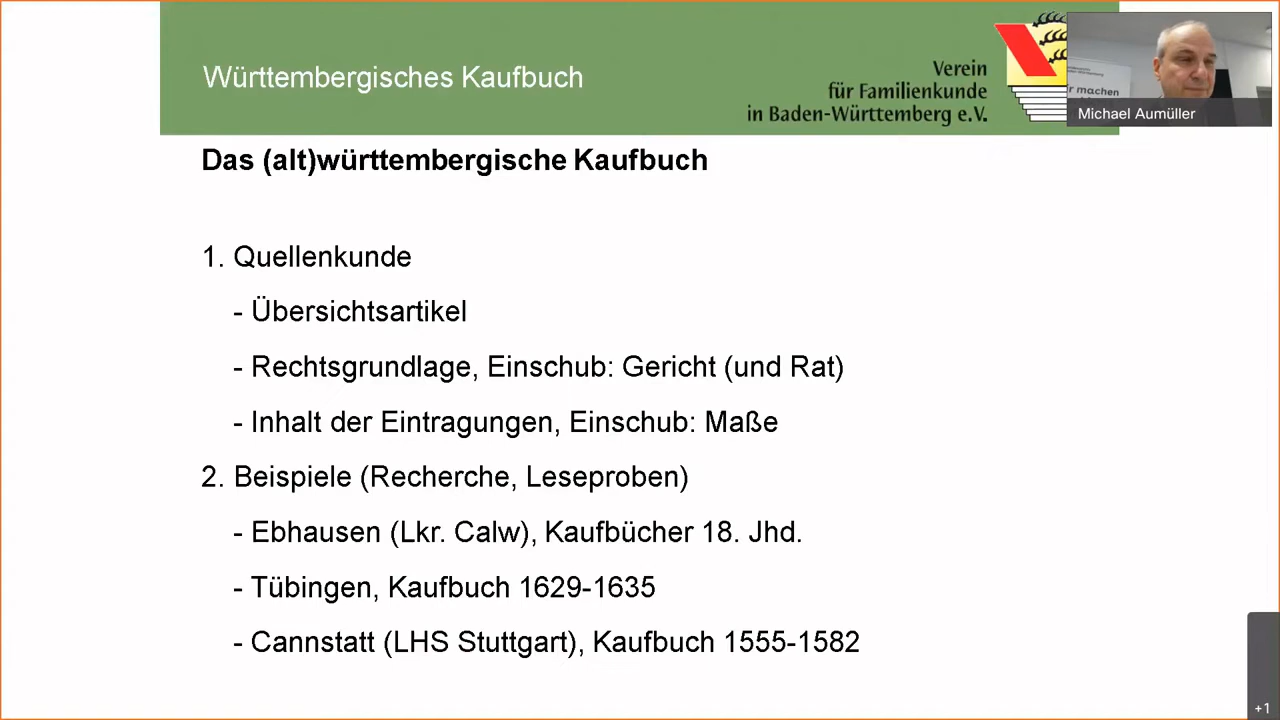 Württembergisches Kaufbuch
Verein
für Familienkunde
in Baden-Württemberg e.V.
r machen
Michael Aumüller
Das (alt)württembergische Kaufbuch
1. Quellenkunde
- Übersichtsartikel
- Rechtsgrundlage, Einschub: Gericht (und Rat)
- Inhalt der Eintragungen, Einschub: Maße
2. Beispiele (Recherche, Leseproben)
- Ebhausen (Lkr. Calw), Kaufbücher 18. Jhd.
- Tübingen, Kaufbuch 1629-1635
- Cannstatt (LHS Stuttgart), Kaufbuch 1555-1582
+1